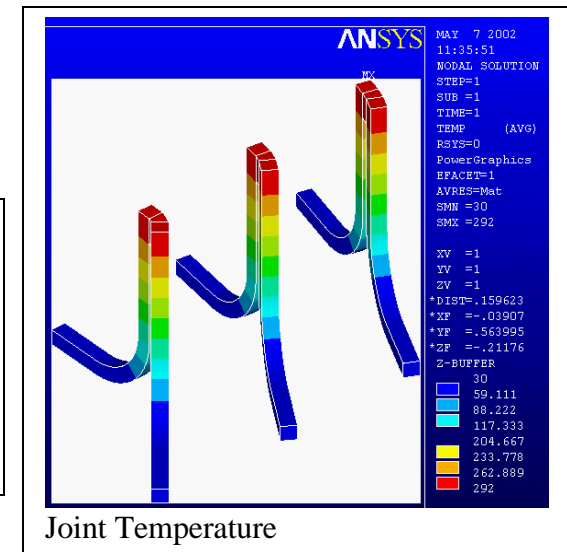 ANSYS
MX
MAY 7 2002
11:35:51
NODAL SOLUTION
STEP=1
SUB =1
TIME=1
TEMP (AVG)
RSYS=0
PowerGraphics
EFACET=1
AVRES=Mat
SMN =30
SMX =292
XV =1
YV =1
ZV =1
*DIST=.159623
*XF =-.03907
*YF =.563995
*ZF =-.21176
Z-BUFFER
30
59.111
88.222
117.333
204.667
233.778
262.889
292
Joint Temperature